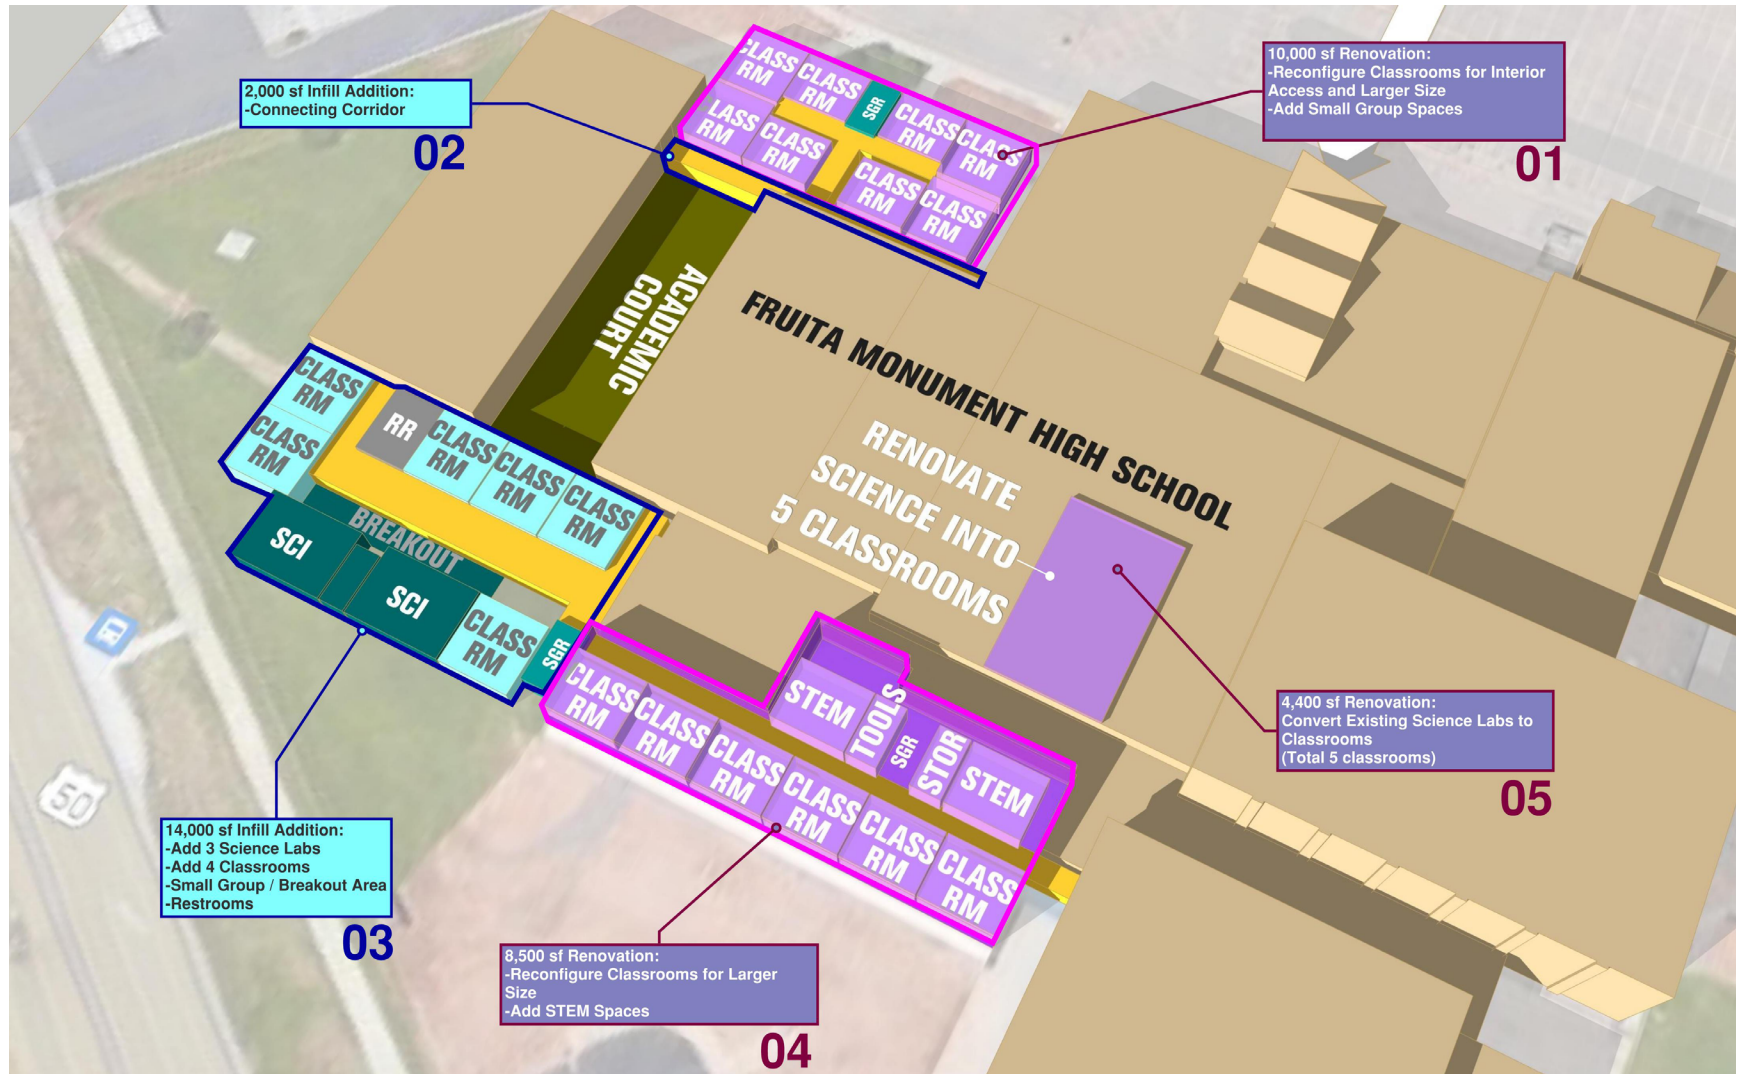 2,000 sf Infill Addition:
-Connecting Corridor
02
10,000 sf Renovation:
-Reconfigure Classrooms for Interior
Access and Larger Size
-Add Small Group Spaces
01
CLASS
RM
CLASS
RM
SGR
CLASS
RM
CLASS
RM
LASS
RM
CLASS
RM
CLASS
RM
CLASS
RM
ACADEMIC
COURT
FRUITA MONUMENT HIGH SCHOOL
RENOVATE
SCIENCE INTO
5 CLASSROOMS
CLASS
RM
CLASS
RM
RR
CLASS
RM
CLASS
RM
CLASS
RM
BREAKOUT
SCI
SCI
CLASS
RM
SGR
CLASS
RM
CLASS
RM
CLASS
RM
CLASS
RM
CLASS
RM
CLASS
RM
STEM
TOOLS
SGR
STOR
STEM
50
4,400 sf Renovation:
Convert Existing Science Labs to
Classrooms
(Total 5 classrooms)
05
14,000 sf Infill Addition:
-Add 3 Science Labs
-Add 4 Classrooms
-Small Group / Breakout Area
-Restrooms
03
8,500 sf Renovation:
-Reconfigure Classrooms for Larger
Size
-Add STEM Spaces
04